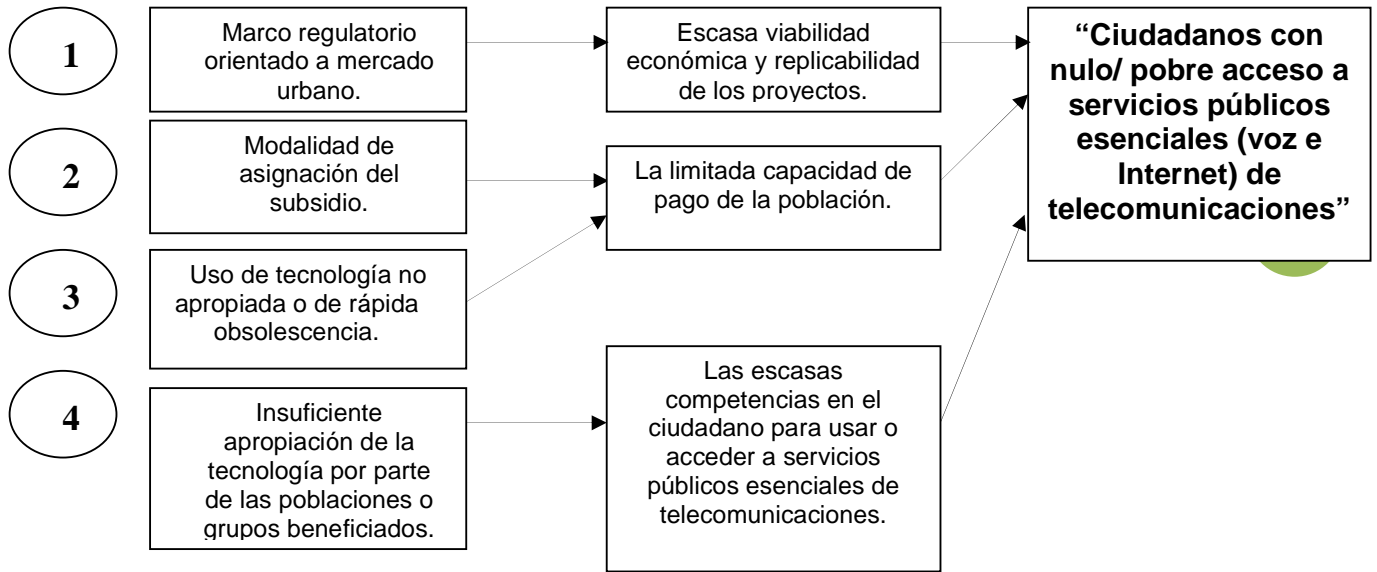 1
Marco regulatorio
orientado a mercado
urbano.
Escasa viabilidad
económica y replicabilidad
de los proyectos.
“Ciudadanos con
nulo/ pobre acceso a
servicios públicos
esenciales (voz e
Internet) de
telecomunicaciones”
2
Modalidad de
asignación del
subsidio.
La limitada capacidad de
pago de la población.
3
Uso de tecnología no
apropiada o de rápida
obsolescencia.
4
Insuficiente
apropiación de la
tecnología por parte
de las poblaciones o
grupos beneficiados.
Las escasas
competencias en el
ciudadano para usar o
acceder a servicios
públicos esenciales de
telecomunicaciones.